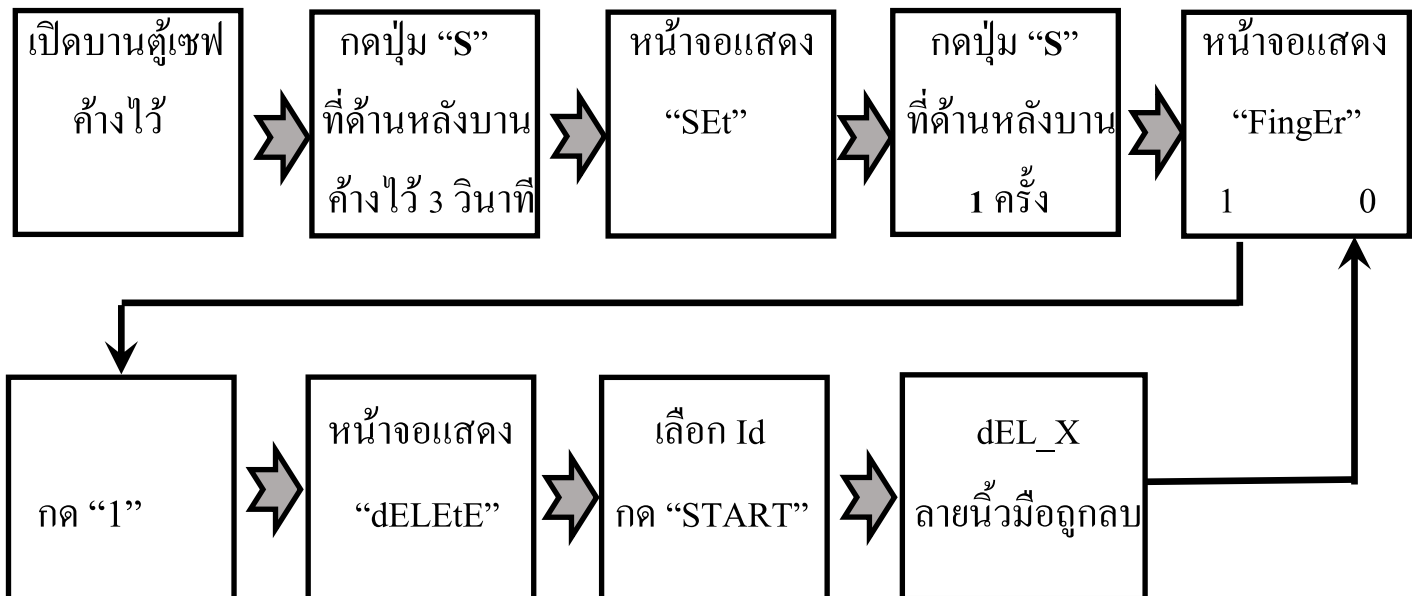 เปิดบานตู้เซฟ
ค้างไว้
กดปุ่ม “S”
ที่ด้านหลังบาน
ค้างไว้ 3 วินาที
หน้าจอแสดง
“SEt”
กดปุ่ม “S”
ที่ด้านหลังบาน
1 ครั้ง
หน้าจอแสดง
“FingEr”
1 0
กด “1”
หน้าจอแสดง
“dELEtE”
เลือก Id
กด “START”
dEL_X
ลายนิ้วมือถูกลบ